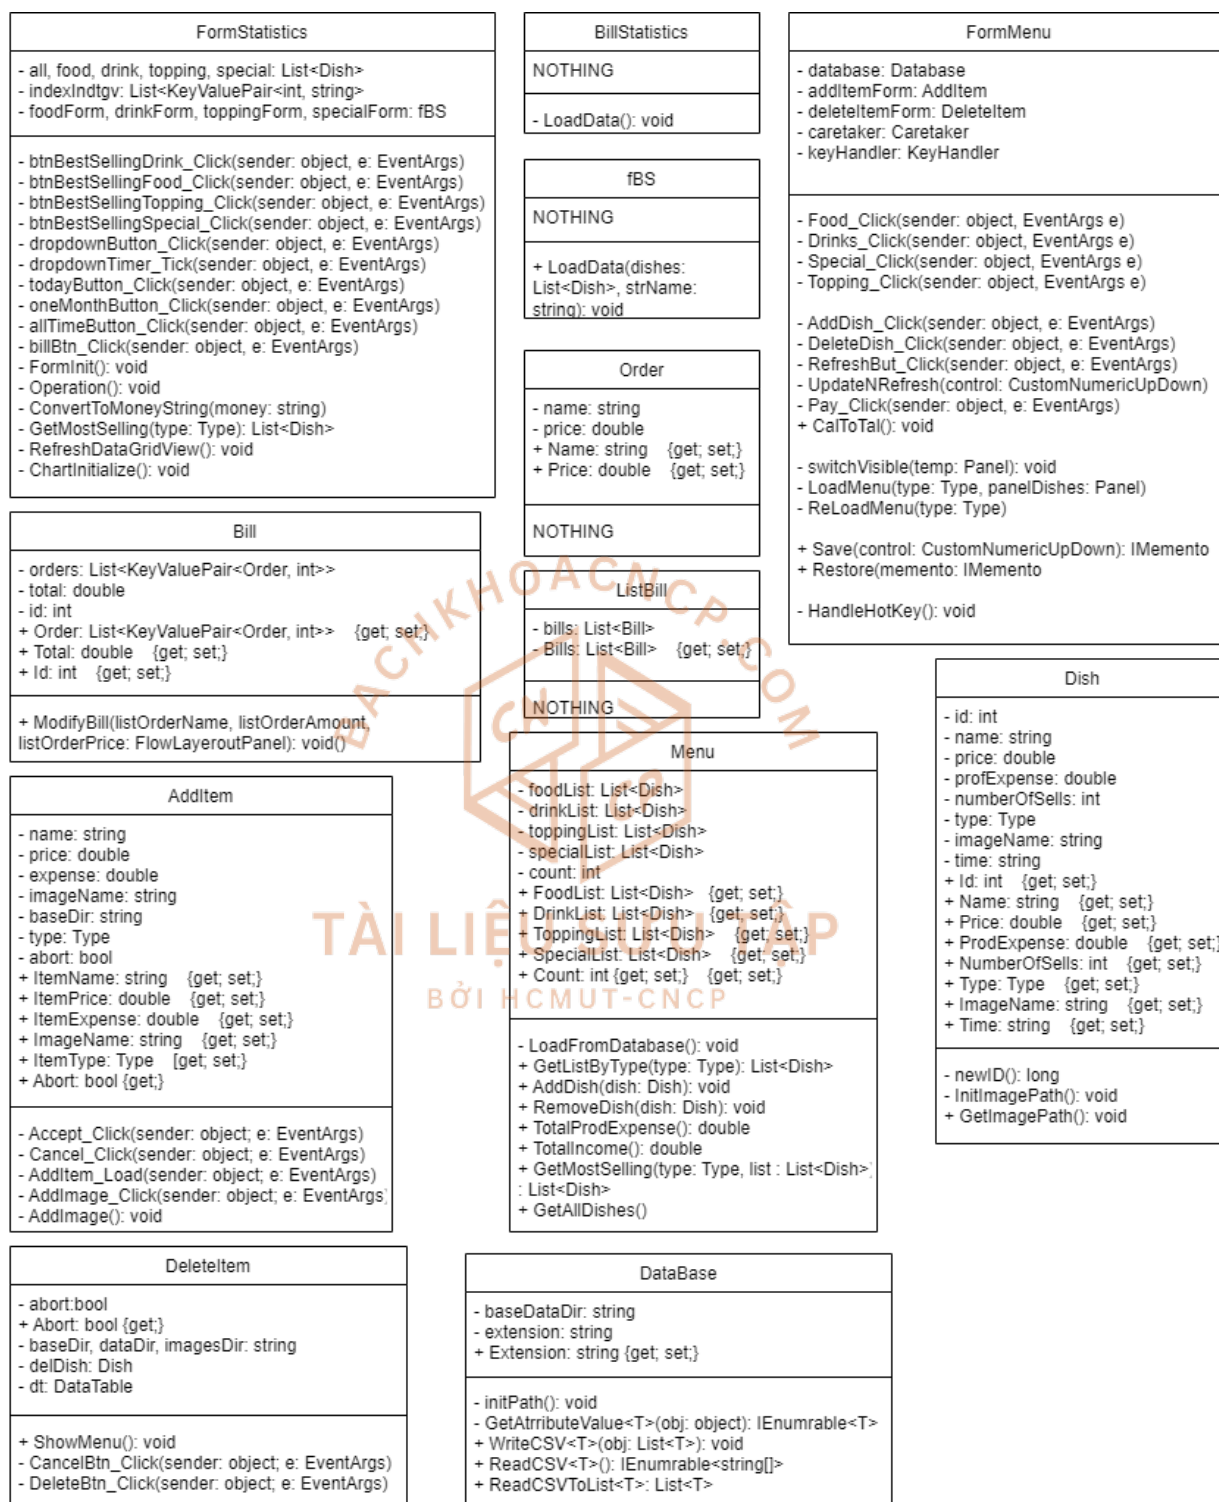 FormStatistics
- all, food, drink, topping, special: List<Dish>
- indexIndtgv: List<KeyValuePair<int, string>
- foodForm, drinkForm, toppingForm, specialForm: fBS
- btnBestSellingDrink_Click(sender: object, e: EventArgs)
- btnBestSellingFood_Click(sender: object, e: EventArgs)
- btnBestSellingTopping_Click(sender: object, e: EventArgs)
- btnBestSellingSpecial_Click(sender: object, e: EventArgs)
- dropdownButton_Click(sender: object, e: EventArgs)
- dropdownTimer_Tick(sender: object, e: EventArgs)
- todayButton_Click(sender: object, e: EventArgs)
- oneMonthButton_Click(sender: object, e: EventArgs)
- allTimeButton_Click(sender: object, e: EventArgs)
- billBtn_Click(sender: object, e: EventArgs)
- FormInit(): void
- Operation(): void
- ConvertToMoneyString(money: string)
- GetMostSelling(type: Type): List<Dish>
- RefreshDataGridView(): void
- ChartInitialize(): void
BillStatistics
NOTHING
- LoadData(): void
fBS
NOTHING
+ LoadData(dishes:
List<Dish>, strName:
string): void
Order
- name: string
- price: double
+ Name: string {get; set;}
+ Price: double {get; set;}
NOTHING
FormMenu
- database: Database
- addItemForm: AddItem
- deleteItemForm: DeleteItem
- caretaker: Caretaker
- keyHandler: KeyHandler
- Food_Click(sender: object, EventArgs e)
- Drinks_Click(sender: object, EventArgs e)
- Special_Click(sender: object, EventArgs e)
- Topping_Click(sender: object, EventArgs e)
- AddDish_Click(sender: object, e: EventArgs)
- DeleteDish_Click(sender: object, e: EventArgs)
- RefreshBut_Click(sender: object, e: EventArgs)
- UpdateNRefresh(control: CustomNumericUpDown)
- Pay_Click(sender: object, e: EventArgs)
+ CalToTal(): void
- switchVisible(temp: Panel): void
- LoadMenu(type: Type, panelDishes: Panel)
- ReLoadMenu(type: Type)
+ Save(control: CustomNumericUpDown): IMemento
+ Restore(memento: IMemento
- HandleHotKey(): void
Bill
- orders: List<KeyValuePair<Order, int>>
- total: double
- id: int
+ Order: List<KeyValuePair<Order, int>> {get; set;}
+ Total: double {get; set;}
+ Id: int {get; set;}
+ ModifyBill(listOrderName, listOrderAmount,
listOrderPrice: FlowLayeroutPanel): void()
ListBill
- bills: List<Bill>
- Bills: List<Bill> {get; set;}
NOTHING
Dish
- id: int
- name: string
- price: double
- profExpense: double
- numberOfSells: int
- type: Type
- imageName: string
- time: string
+ Id: int {get; set;}
+ Name: string {get; set;}
+ Price: double {get; set;}
+ ProdExpense: double {get; set;}
+ NumberOfSells: int {get; set;}
+ Type: Type {get; set;}
+ ImageName: string {get; set;}
+ Time: string {get; set;}
- newID(): long
- InitImagePath(): void
+ GetImagePath(): void
AddItem
- name: string
- price: double
- expense: double
- imageName: string
- baseDir: string
- type: Type
- abort: bool
+ ItemName: string {get; set;}
+ ItemPrice: double {get; set;}
+ ItemExpense: double {get; set;}
+ ImageName: string {get; set;}
+ ItemType: Type [get; set;}
+ Abort: bool {get;}
- Accept_Click(sender: object; e: EventArgs)
- Cancel_Click(sender: object; e: EventArgs)
- AddItem_Load(sender: object; e: EventArgs)
- AddImage_Click(sender: object; e: EventArgs)
- AddImage(): void
Menu
- foodList: List<Dish>
- drinkList: List<Dish>
- toppingList: List<Dish>
- specialList: List<Dish>
- count: int
+ FoodList: List<Dish> {get; set;}
+ DrinkList: List<Dish> {get; set;}
+ ToppingList: List<Dish> {get; set;}
+ SpecialList: List<Dish> {get; set;}
+ Count: int {get; set;} {get; set;}
- LoadFromDatabase(): void
+ GetListByType(type: Type): List<Dish>
+ AddDish(dish: Dish): void
+ RemoveDish(dish: Dish): void
+ TotalProdExpense(): double
+ TotalIncome(): double
+ GetMostSelling(type: Type, list : List<Dish>)
: List<Dish>
+ GetAllDishes()
DeleteItem
- abort:bool
+ Abort: bool {get;}
- baseDir, dataDir, imagesDir: string
- delDish: Dish
- dt: DataTable
+ ShowMenu(): void
- CancelBtn_Click(sender: object; e: EventArgs)
- DeleteBtn_Click(sender: object; e: EventArgs)
DataBase
- baseDataDir: string
- extension: string
+ Extension: string {get; set;}
- initPath(): void
- GetAtrributeValue<T>(obj: object): IEnumrable<T>
+ WriteCSV<T>(obj: List<T>): void
+ ReadCSV<T>(): IEnumrable<string[]>
+ ReadCSVToList<T>: List<T>
BACHKHOACNCP.COM
CN
CP
TÀI LIỆU SƯU TẬP
BỞI HCMUT-CNCP